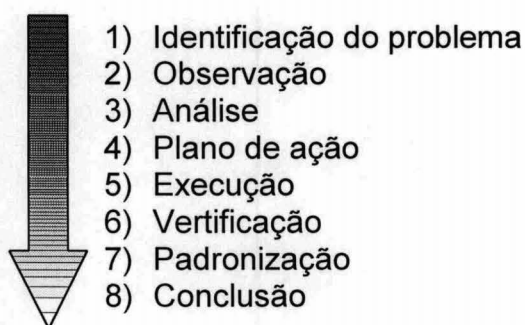 1) Identificação do problema
2) Observação
3) Análise
4) Plano de ação
5) Execução
6) Vertificação
7) Padronização
8) Conclusão